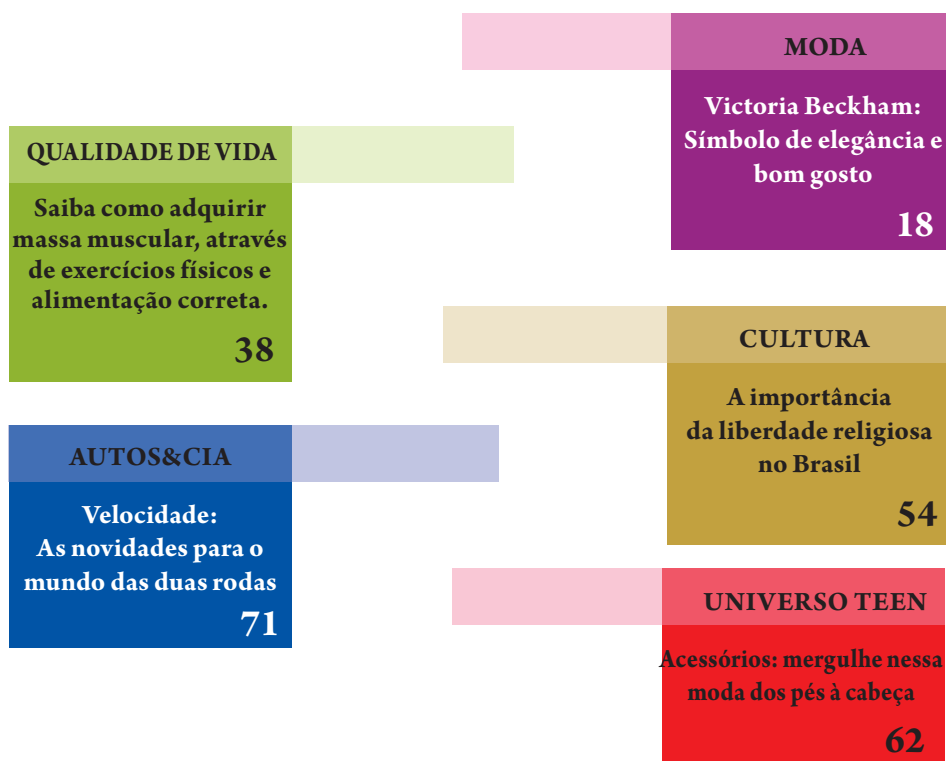 MODA
Victoria Beckham:
Símbolo de elegância e
bom gosto
18
QUALIDADE DE VIDA
Saiba como adquirir
massa muscular, através
de exercícios físicos e
alimentação correta.
38
CULTURA
A importância
da liberdade religiosa
no Brasil
54
AUTOS&CIA
Velocidade:
As novidades para o
mundo das duas rodas
71
UNIVERSO TEEN
Acessórios: mergulhe nessa
moda dos pés à cabeça
62